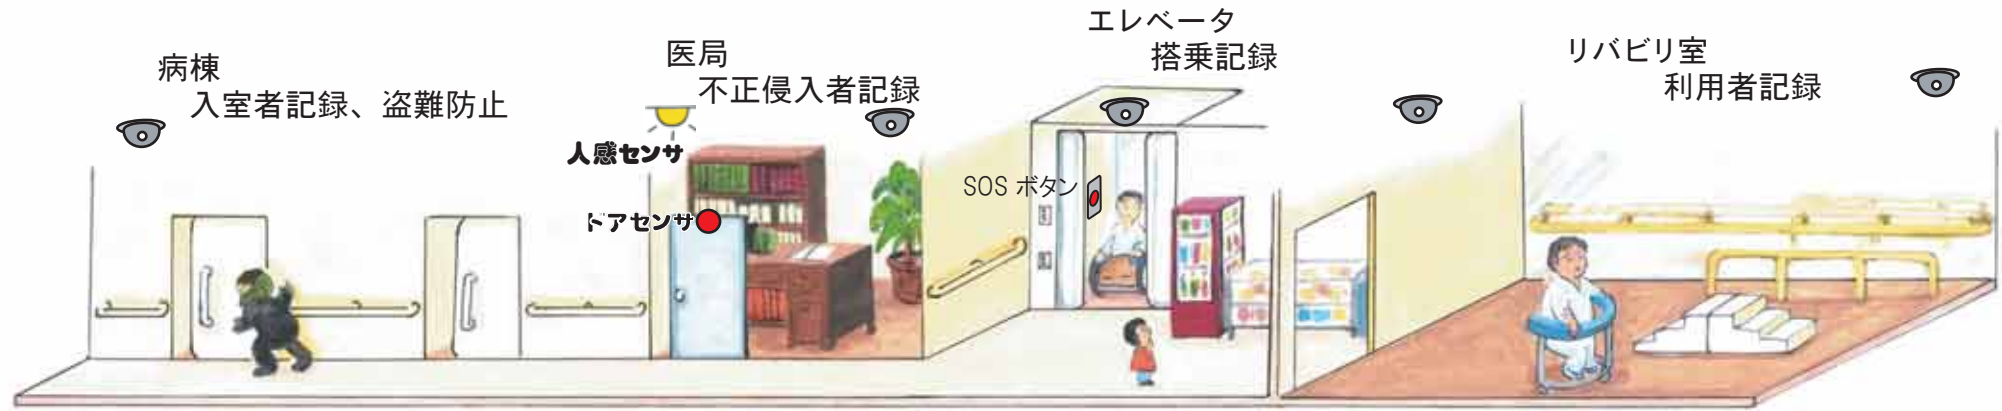 病棟
入室者記録、盗難防止
医局
不正侵入者記録
人感センサ
ドアセンサ
エレベータ
搭乗記録
SOS ボタン
リバビリ室
利用者記録